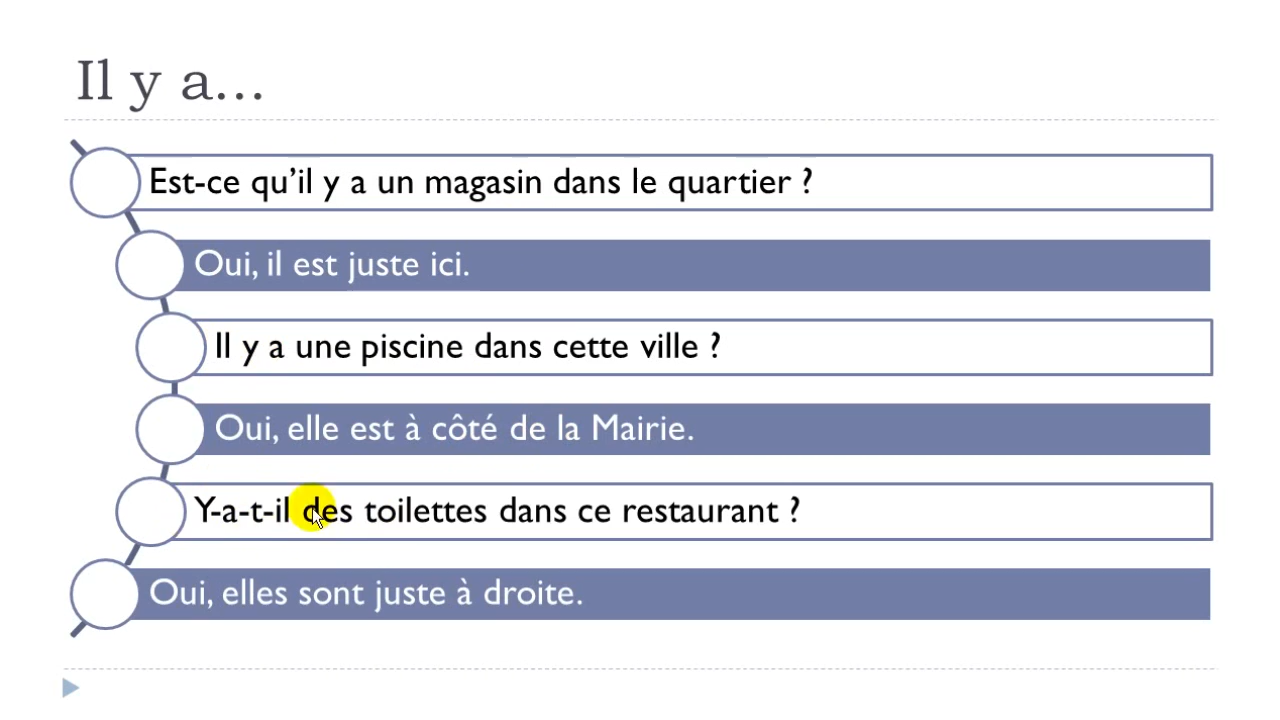 Il y a...
Est-ce qu’il y a un magasin dans le quartier ?
Oui, il est juste ici.
Il y a une piscine dans cette ville ?
Oui, elle est à côté de la Mairie.
Y-a-t-il des toilettes dans ce restaurant ?
Oui, elles sont juste à droite.